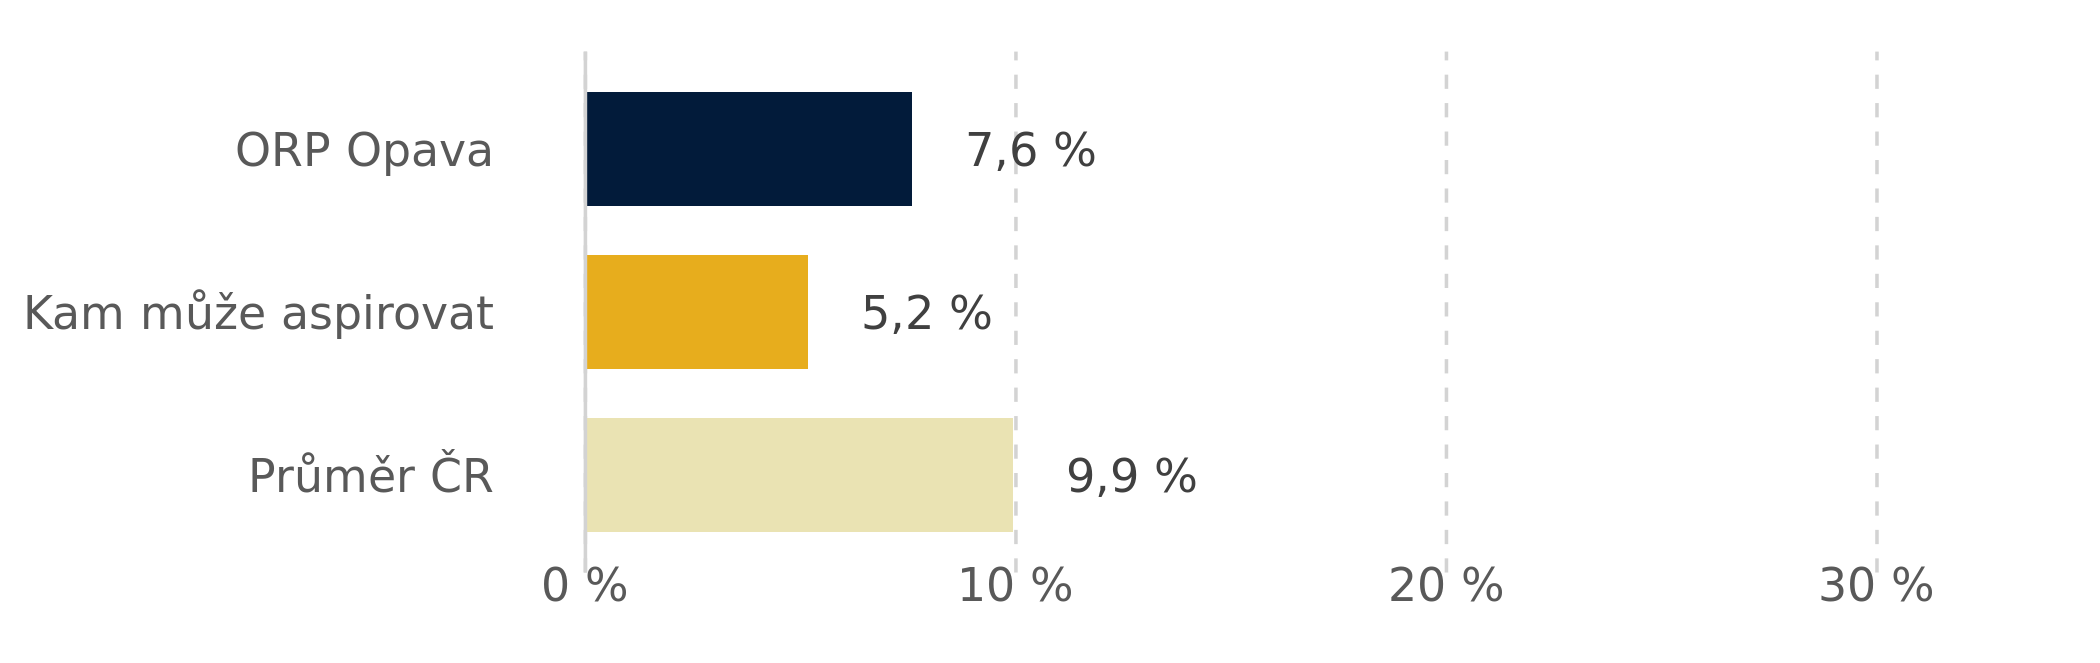 ORP Opava 7,6 %
Kam může aspirovat 5,2 %
Průměr ČR 9,9 %
0 % 10 % 20 % 30 %